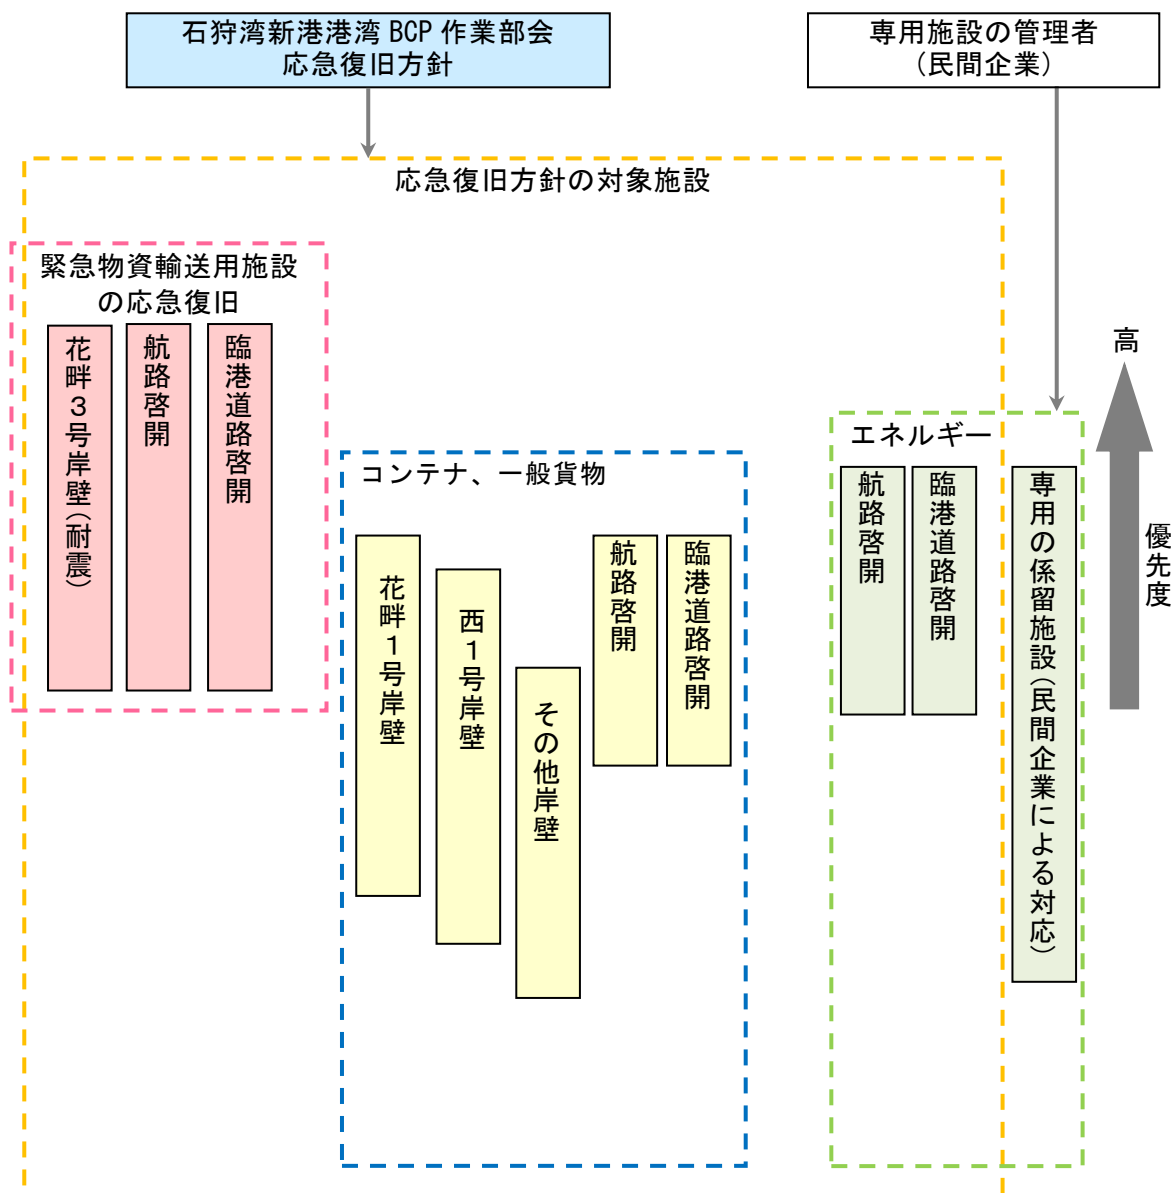 石狩湾新港港湾 BCP 作業部会
応急復旧方針
専用施設の管理者
（民間企業）
応急復旧方針の対象施設
緊急物資輸送用施設
の応急復旧
花畔３号岸壁（耐震）
航路啓開
臨港道路啓開
コンテナ、一般貨物
花畔１号岸壁
西１号岸壁
その他岸壁
航路啓開
臨港道路啓開
エネルギー
航路啓開
臨港道路啓開
専用の係留施設（民間企業による対応）
高
優先度